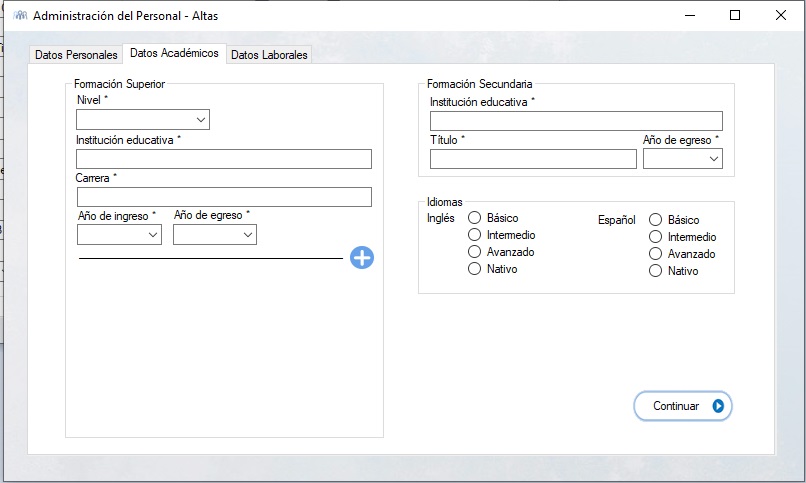 Administración del Personal - Altas
Datos Personales
Datos Académicos
Datos Laborales
Formación Superior
Nivel *
Institución educativa *
Carrera *
Año de ingreso *
Año de egreso *
Formación Secundaria
Institución educativa *
Título *
Año de egreso *
Idiomas
Inglés
Básico
Intermedio
Avanzado
Nativo
Español
Básico
Intermedio
Avanzado
Nativo
Continuar